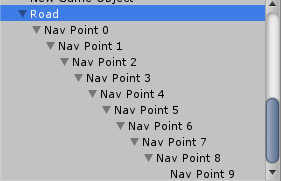 New Game Object
Road
Nav Point 0
Nav Point 1
Nav Point 2
Nav Point 3
Nav Point 4
Nav Point 5
Nav Point 6
Nav Point 7
Nav Point 8
Nav Point 9